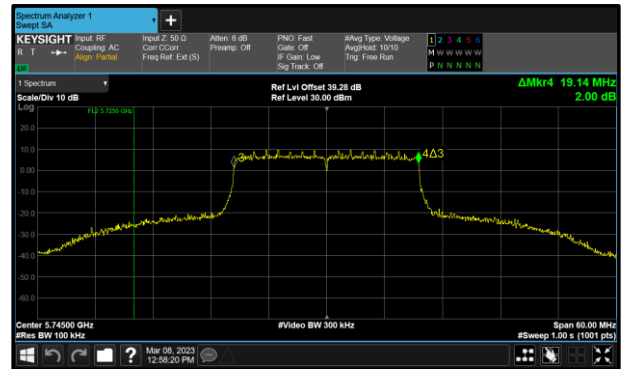 Spectrum Analyzer 1
Swept SA
+
KEYSIGHT Input: RF Input Z: 50 Ω Atten: 6 dB PNO: Fast #Avg Type: Voltage 1 2 3 4 5 6
R T Coupling: AC Corr CCorr Preamp: Off Gate: Off Avg|Hold: 10/10 M W W W W W
Align: Partial Freq Ref: Ext (S) IF Gain: Low Trig: Free Run
LW Sig Track: Off P N N N N N
1 Spectrum Ref Lvl Offset 39.28 dB ΔMkr4 19.14 MHz
Scale/Div 10 dB Ref Level 30.00 dBm 2.00 dB
Log FL2 5.7250 GHz
20.0
10.0
3 4Δ3
0.00
-10.0
-20.0
-30.0
-40.0
-50.0
-60.0
Center 5.74500 GHz #Video BW 300 kHz Span 60.00 MHz
#Res BW 100 kHz #Sweep 1.00 s (1001 pts)
? Mar 08, 2023
12:58:20 PM